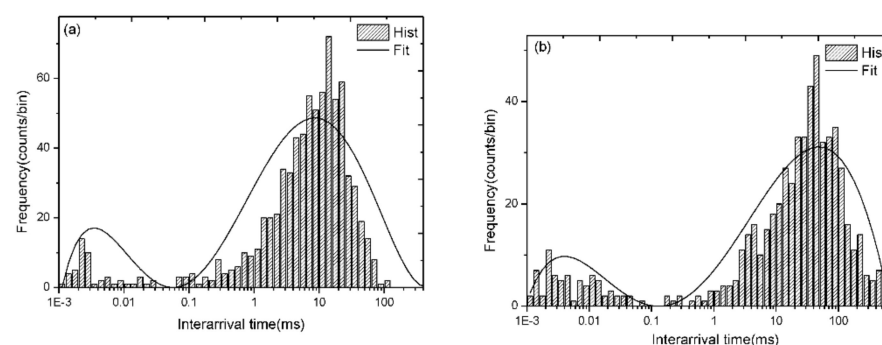 (a)
Hist
Fit
Frequency(counts/bin)
60
40
20
0
1E-3
0.01
0.1
1
10
100
Interarrival time(ms)
(b)
His
Fit
Frequency(counts/bin)
40
20
0
1E-3
0.01
0.1
1
10
100
Interarrival time(ms)